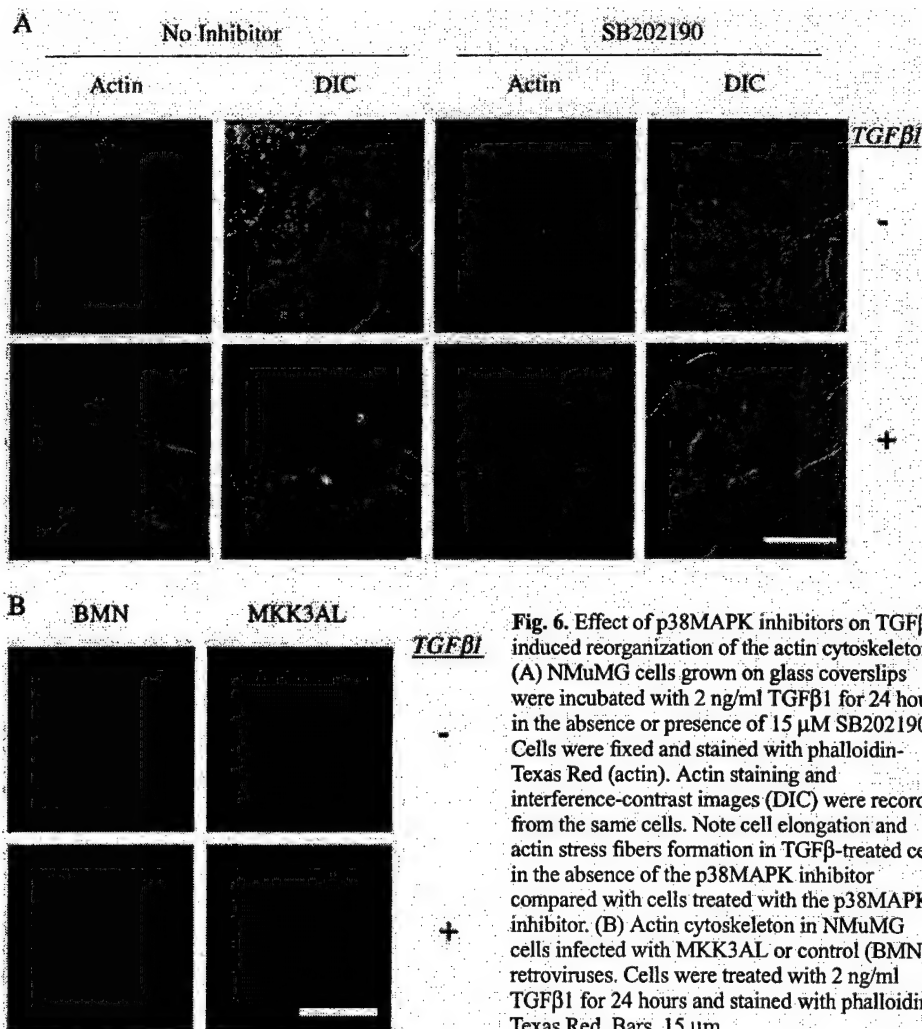 A
No Inhibitor SB202190
Actin DIC Actin DIC
TGFβ1
-
+
B BMN MKK3AL
TGFβ1
-
+
Fig. 6. Effect of p38MAPK inhibitors on TGFβ
induced reorganization of the actin cytoskeleto
(A) NMuMG cells grown on glass coverslips
were incubated with 2 ng/ml TGFβ1 for 24 hou
in the absence or presence of 15 µM SB202190
Cells were fixed and stained with phalloidin-
Texas Red (actin). Actin staining and
interference-contrast images (DIC) were record
from the same cells. Note cell elongation and
actin stress fibers formation in TGFβ-treated ce
in the absence of the p38MAPK inhibitor
compared with cells treated with the p38MAPK
inhibitor. (B) Actin cytoskeleton in NMuMG
cells infected with MKK3AL or control (BMN
retroviruses. Cells were treated with 2 ng/ml
TGFβ1 for 24 hours and stained with phalloidin
Texas Red. Bars, 15 µm